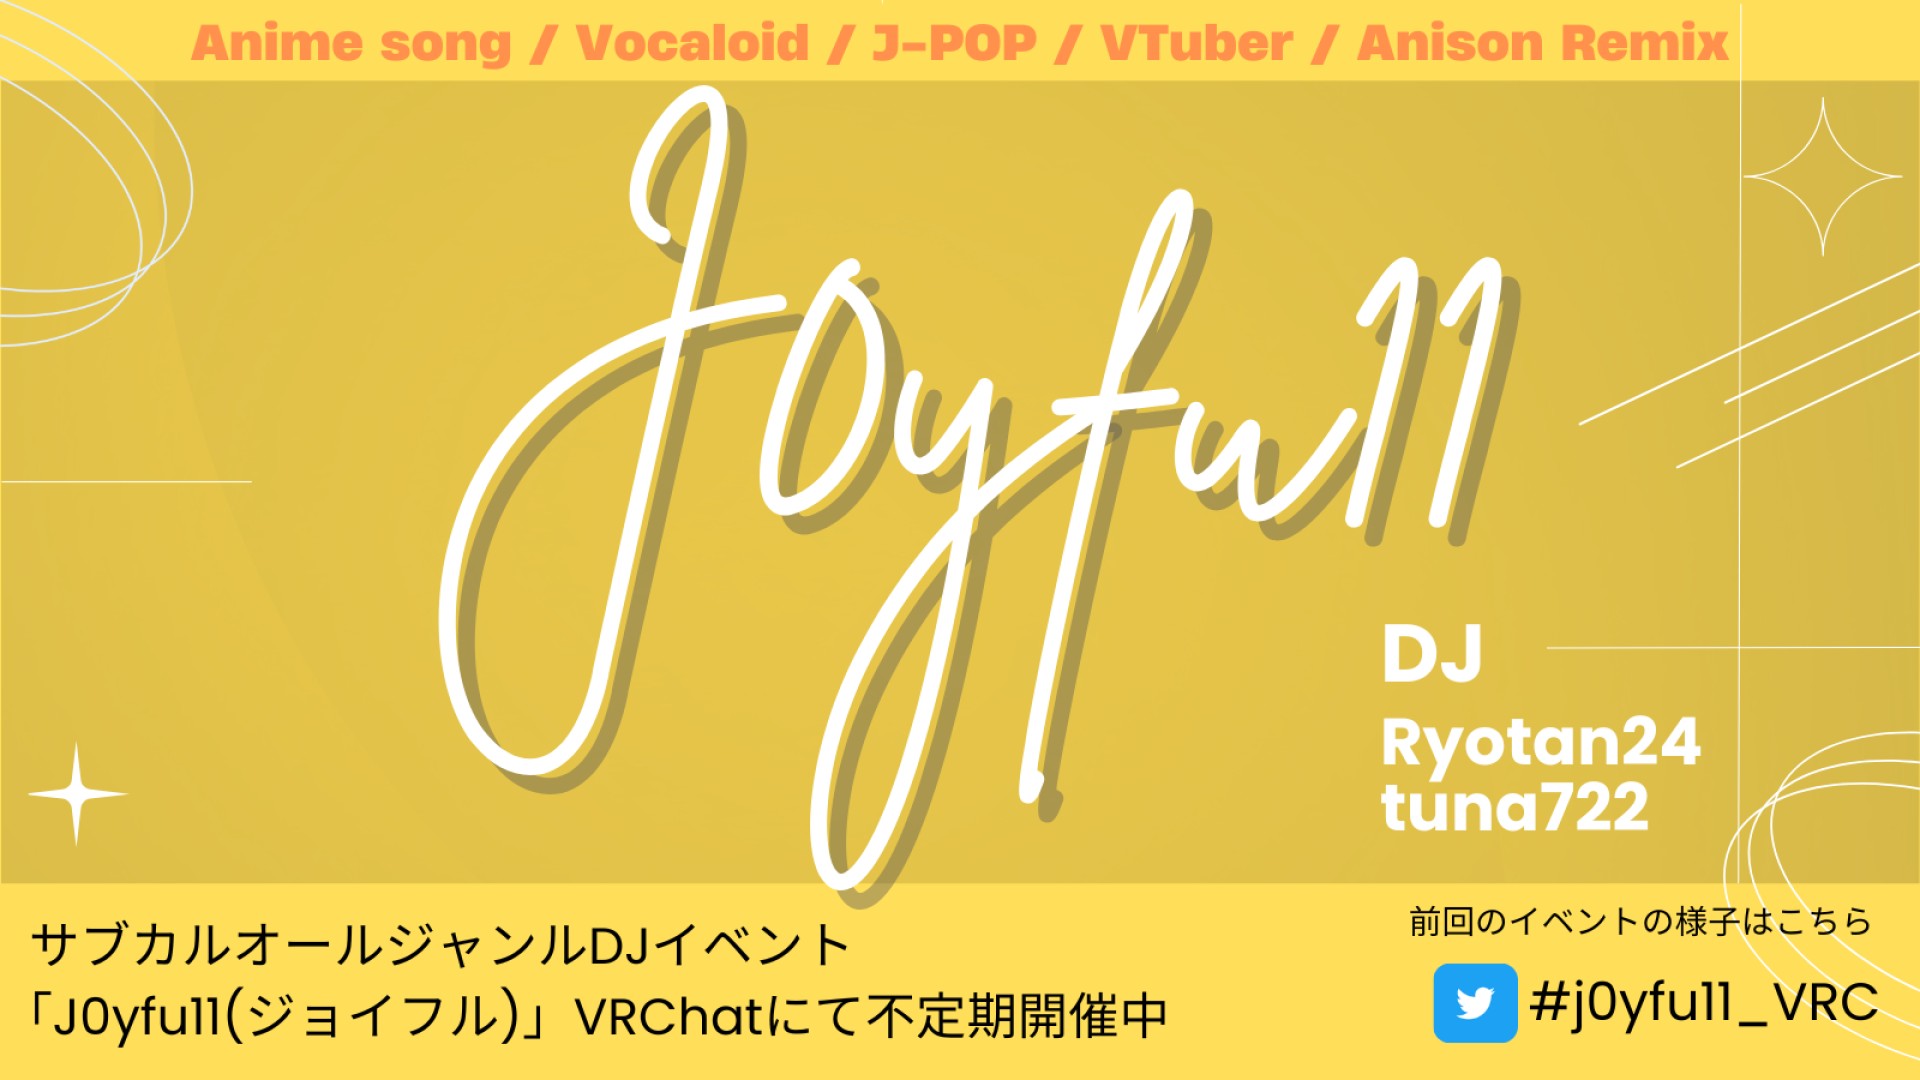 Anime song / Vocaloid / J-POP / VTuber / Anison Remix
J0yfu11
DJ
Ryotan24
tuna722
サブカルオールジャンルDJイベント
「J0yfu11(ジョイフル)」VRChatにて不定期開催中
前回のイベントの様子はこちら
#j0yfu11_VRC